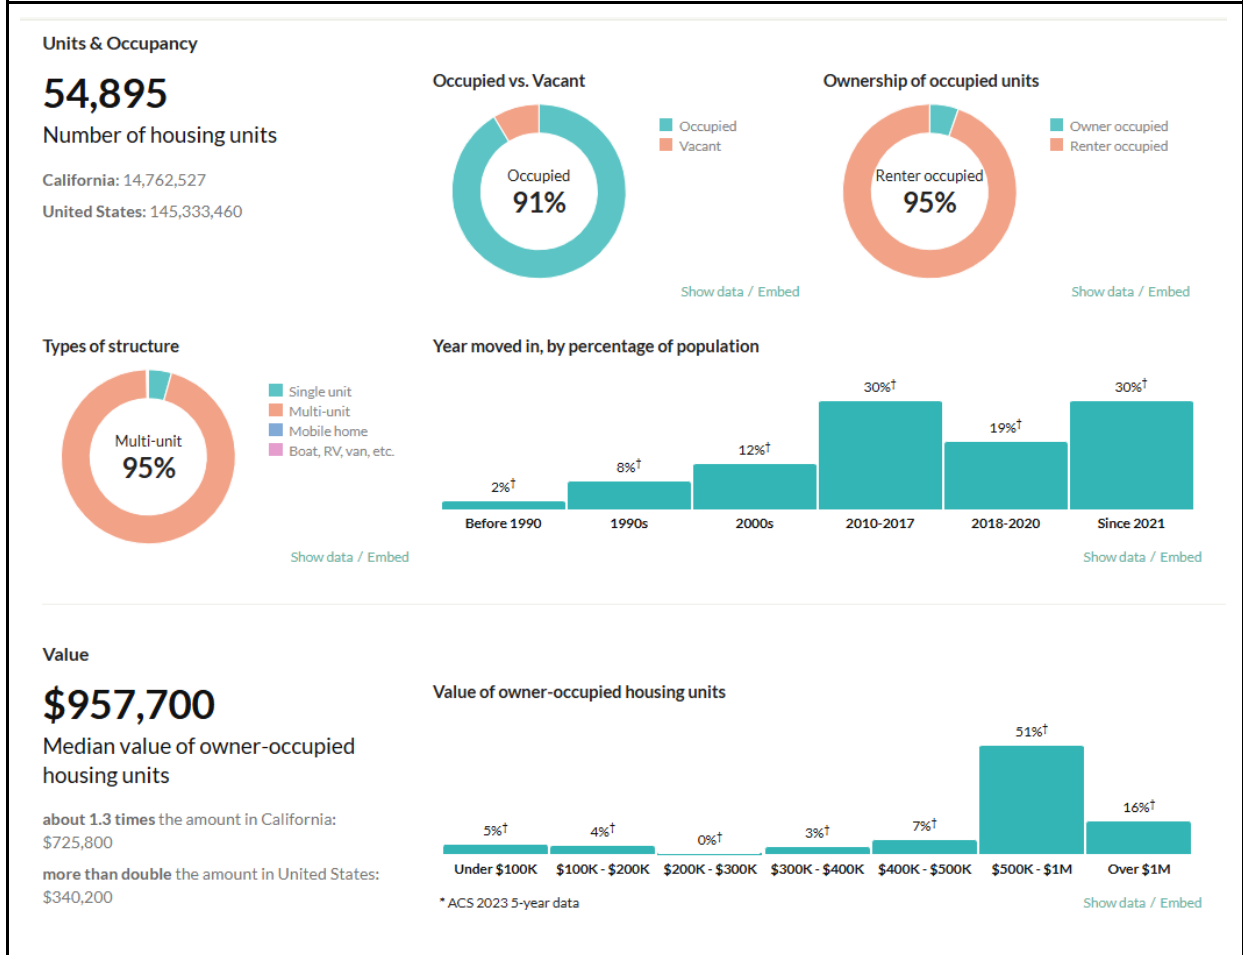 Units & Occupancy
54,895
Number of housing units
California: 14,762,527
United States: 145,333,460
Occupied vs. Vacant
Occupied
91%
Occupied
Vacant
Show data / Embed
Ownership of occupied units
Renter occupied
95%
Owner occupied
Renter occupied
Show data / Embed
Types of structure
Multi-unit
95%
Single unit
Multi-unit
Mobile home
Boat, RV, van, etc.
Show data / Embed
Year moved in, by percentage of population
2%† 8%† 12%† 30%† 19%† 30%†
Before 1990 1990s 2000s 2010-2017 2018-2020 Since 2021
Show data / Embed
Value
$957,700
Median value of owner-occupied
housing units
about 1.3 times the amount in California:
$725,800
more than double the amount in United States:
$340,200
Value of owner-occupied housing units
5%† 4%† 0%† 3%† 7%† 51%† 16%†
Under $100K $100K - $200K $200K - $300K $300K - $400K $400K - $500K $500K - $1M Over $1M
* ACS 2023 5-year data
Show data / Embed